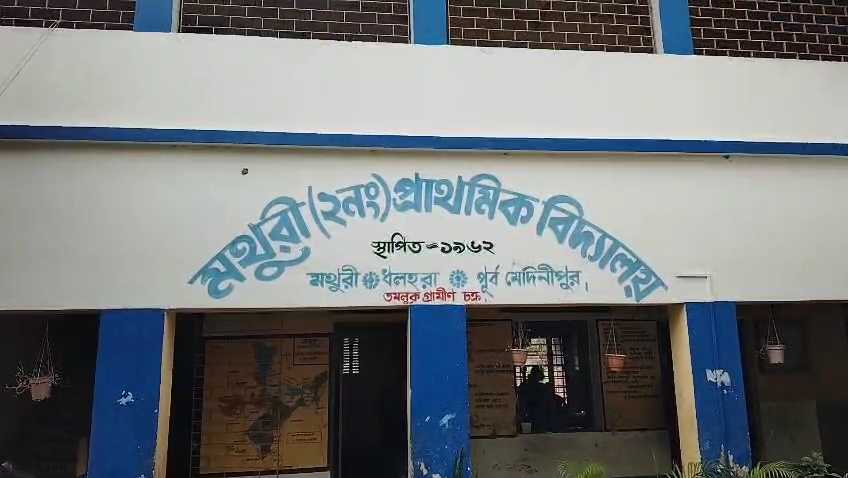 মথুরী (২নং) প্রাথমিক বিদ্যালয়
স্থাপিত = ১৯৬২
মথুরী ❋ ধলহরা ❋ পূর্ব মেদিনীপুর।
তমলুক গ্রামীণ চক্র